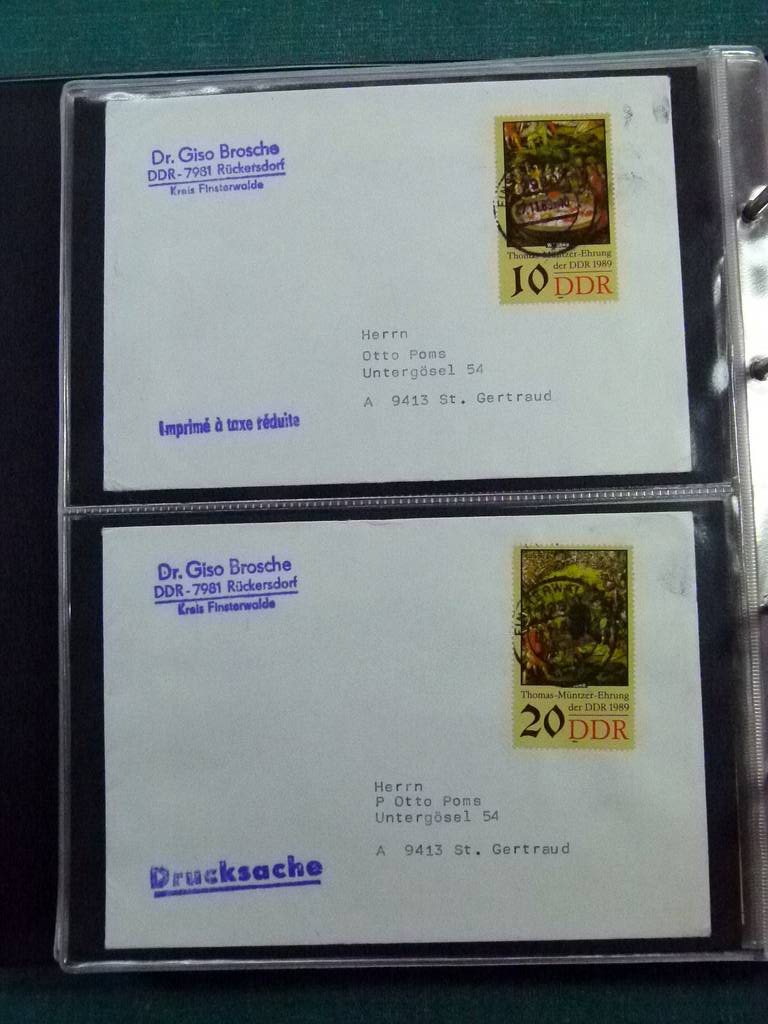 Dr. Giso Brosche
DDR-7981 Rückersdorf
Kreis Finsterwalde
Thomas-Müntzer-Ehrung
der DDR 1989
10 DDR
Herrn
Otto Poms
Untergösel 54
A 9413 St. Gertraud
Imprimé à taxe réduite
Dr. Giso Brosche
DDR-7981 Rückersdorf
Kreis Finsterwalde
Thomas-Müntzer-Ehrung
der DDR 1989
20 DDR
Herrn
P Otto Poms
Untergösel 54
A 9413 St. Gertraud
Drucksache